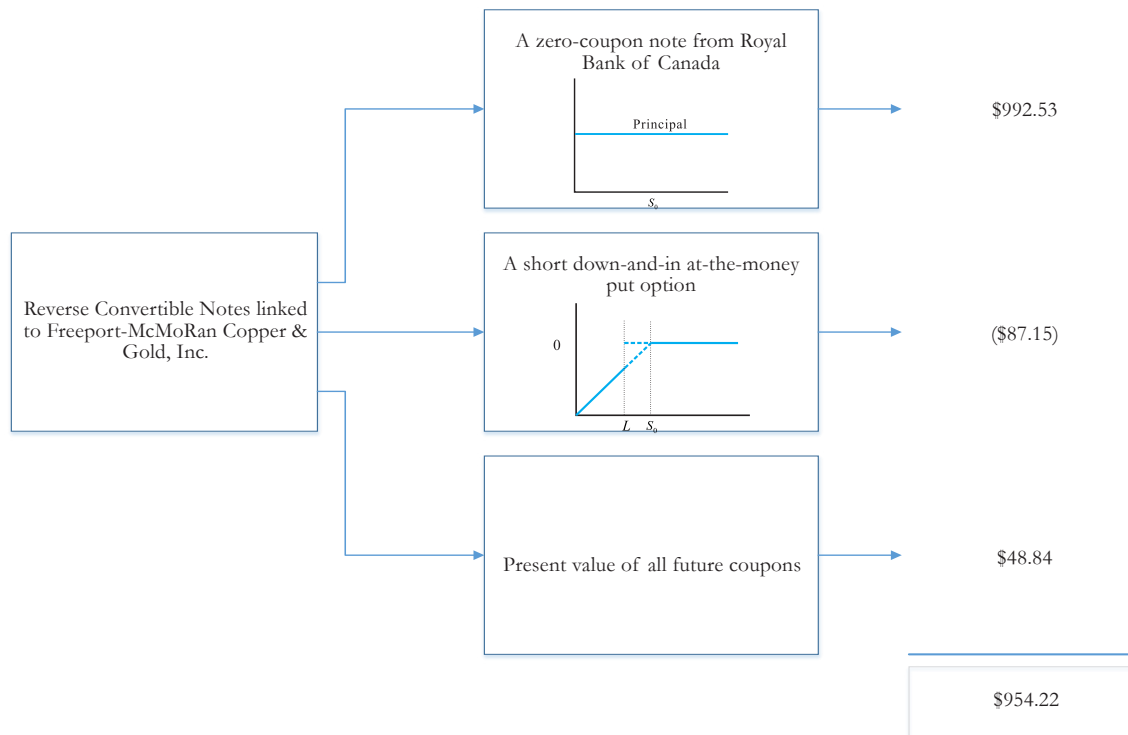 A zero-coupon note from Royal
Bank of Canada
Principal
S₀
$992.53
Reverse Convertible Notes linked
to Freeport-McMoRan Copper &
Gold, Inc.
A short down-and-in at-the-money
put option
0
L S₀
($87.15)
Present value of all future coupons
$48.84
$954.22